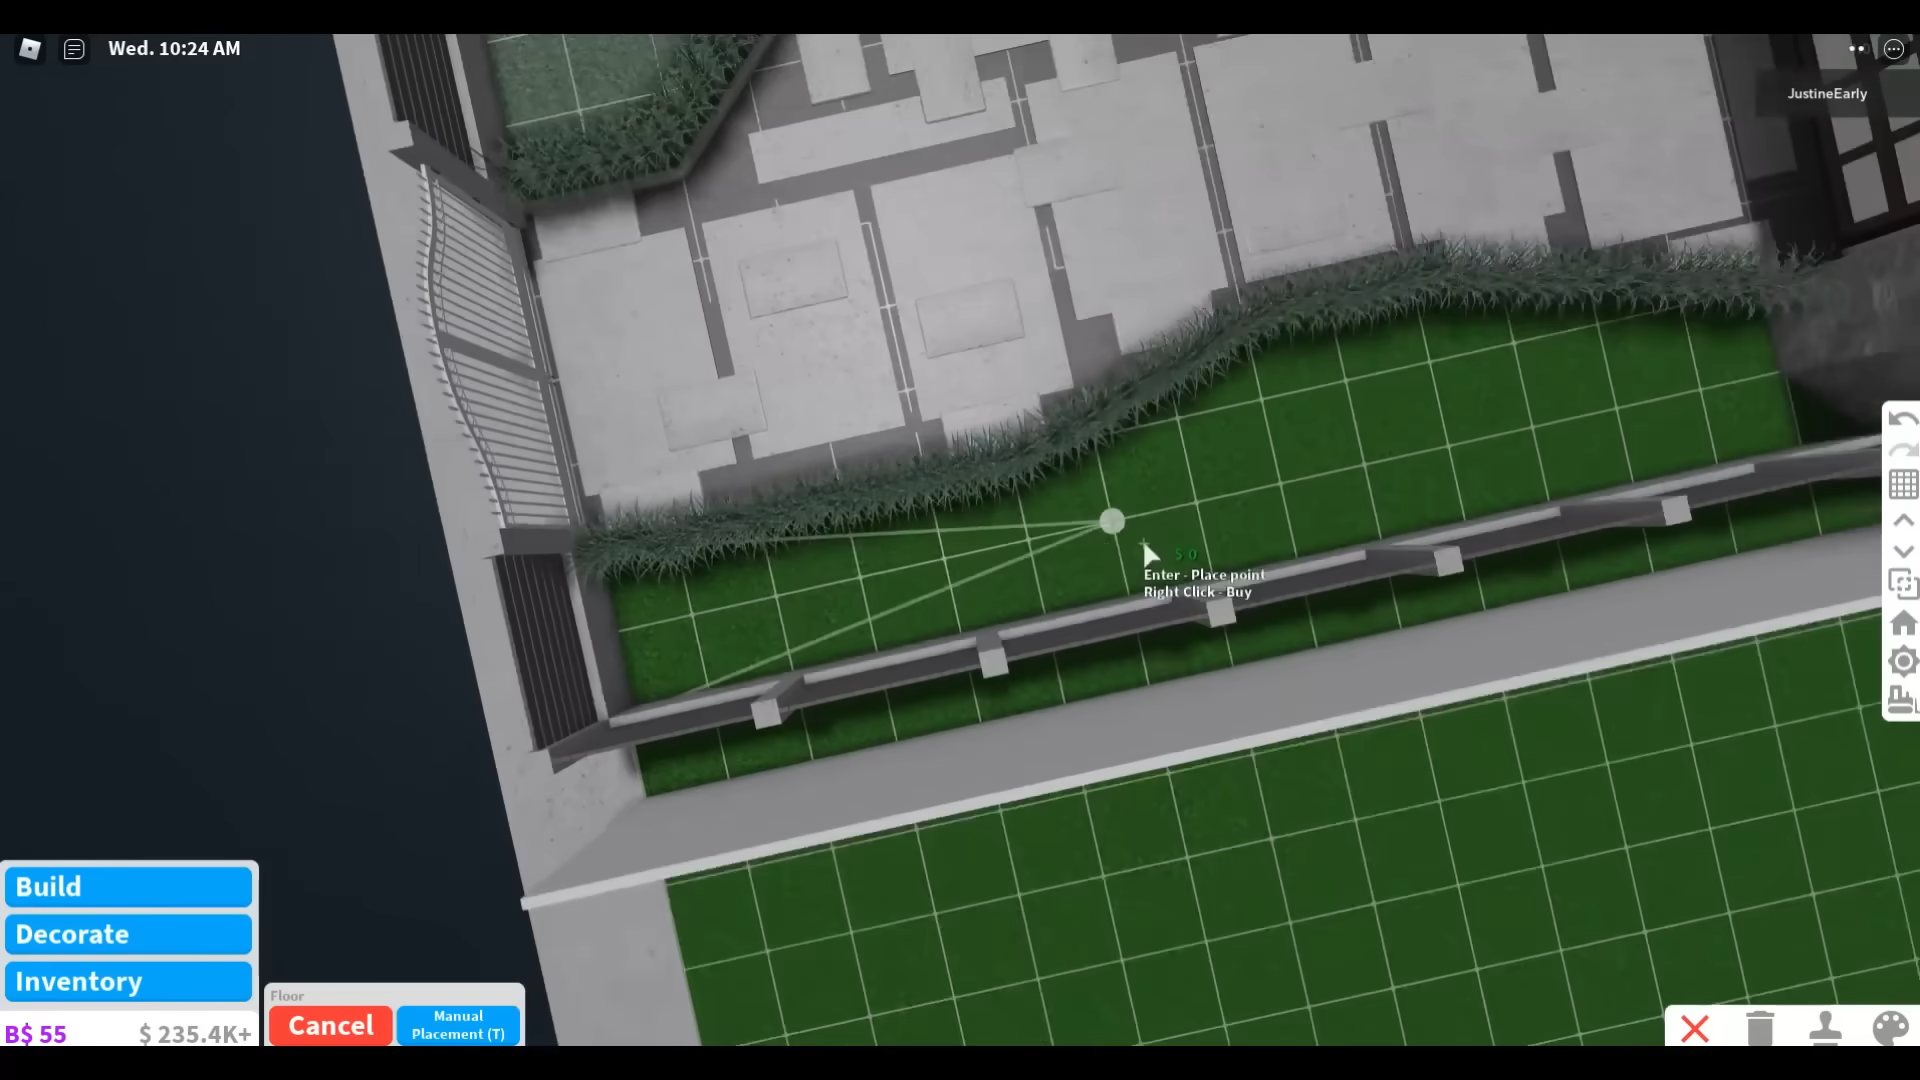 Wed. 10:24 AM
JustineEarly
Enter - Place point
Right Click - Buy
Build
Decorate
Inventory
B$ 55
$ 235.4K+
Floor
Cancel
Manual
Placement (T)